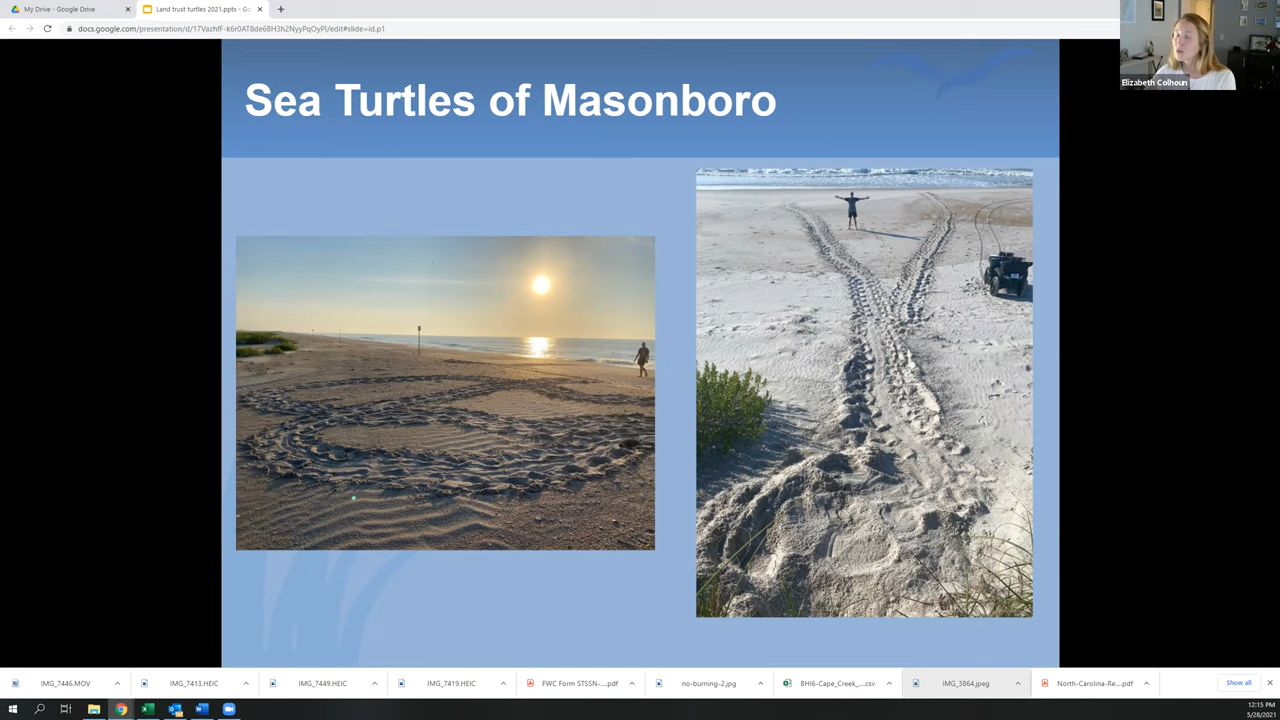 My Drive - Google Drive
Land trust turtles 2021.pptx - Go
docs.google.com/presentation/d/17VazhfF-k6r0AT8de68H3h2NyyPqOyPl/edit#slide=id.p1
Elizabeth Colhoun
Sea Turtles of Masonboro
IMG_7446.MOV
IMG_7413.HEIC
IMG_7449.HEIC
IMG_7419.HEIC
FWC Form STSSN-....pdf
no-burning-2.jpg
BHI6-Cape_Creek_....csv
IMG_3864.jpeg
North-Carolina-Re....pdf
Show all
12:15 PM
5/28/2021